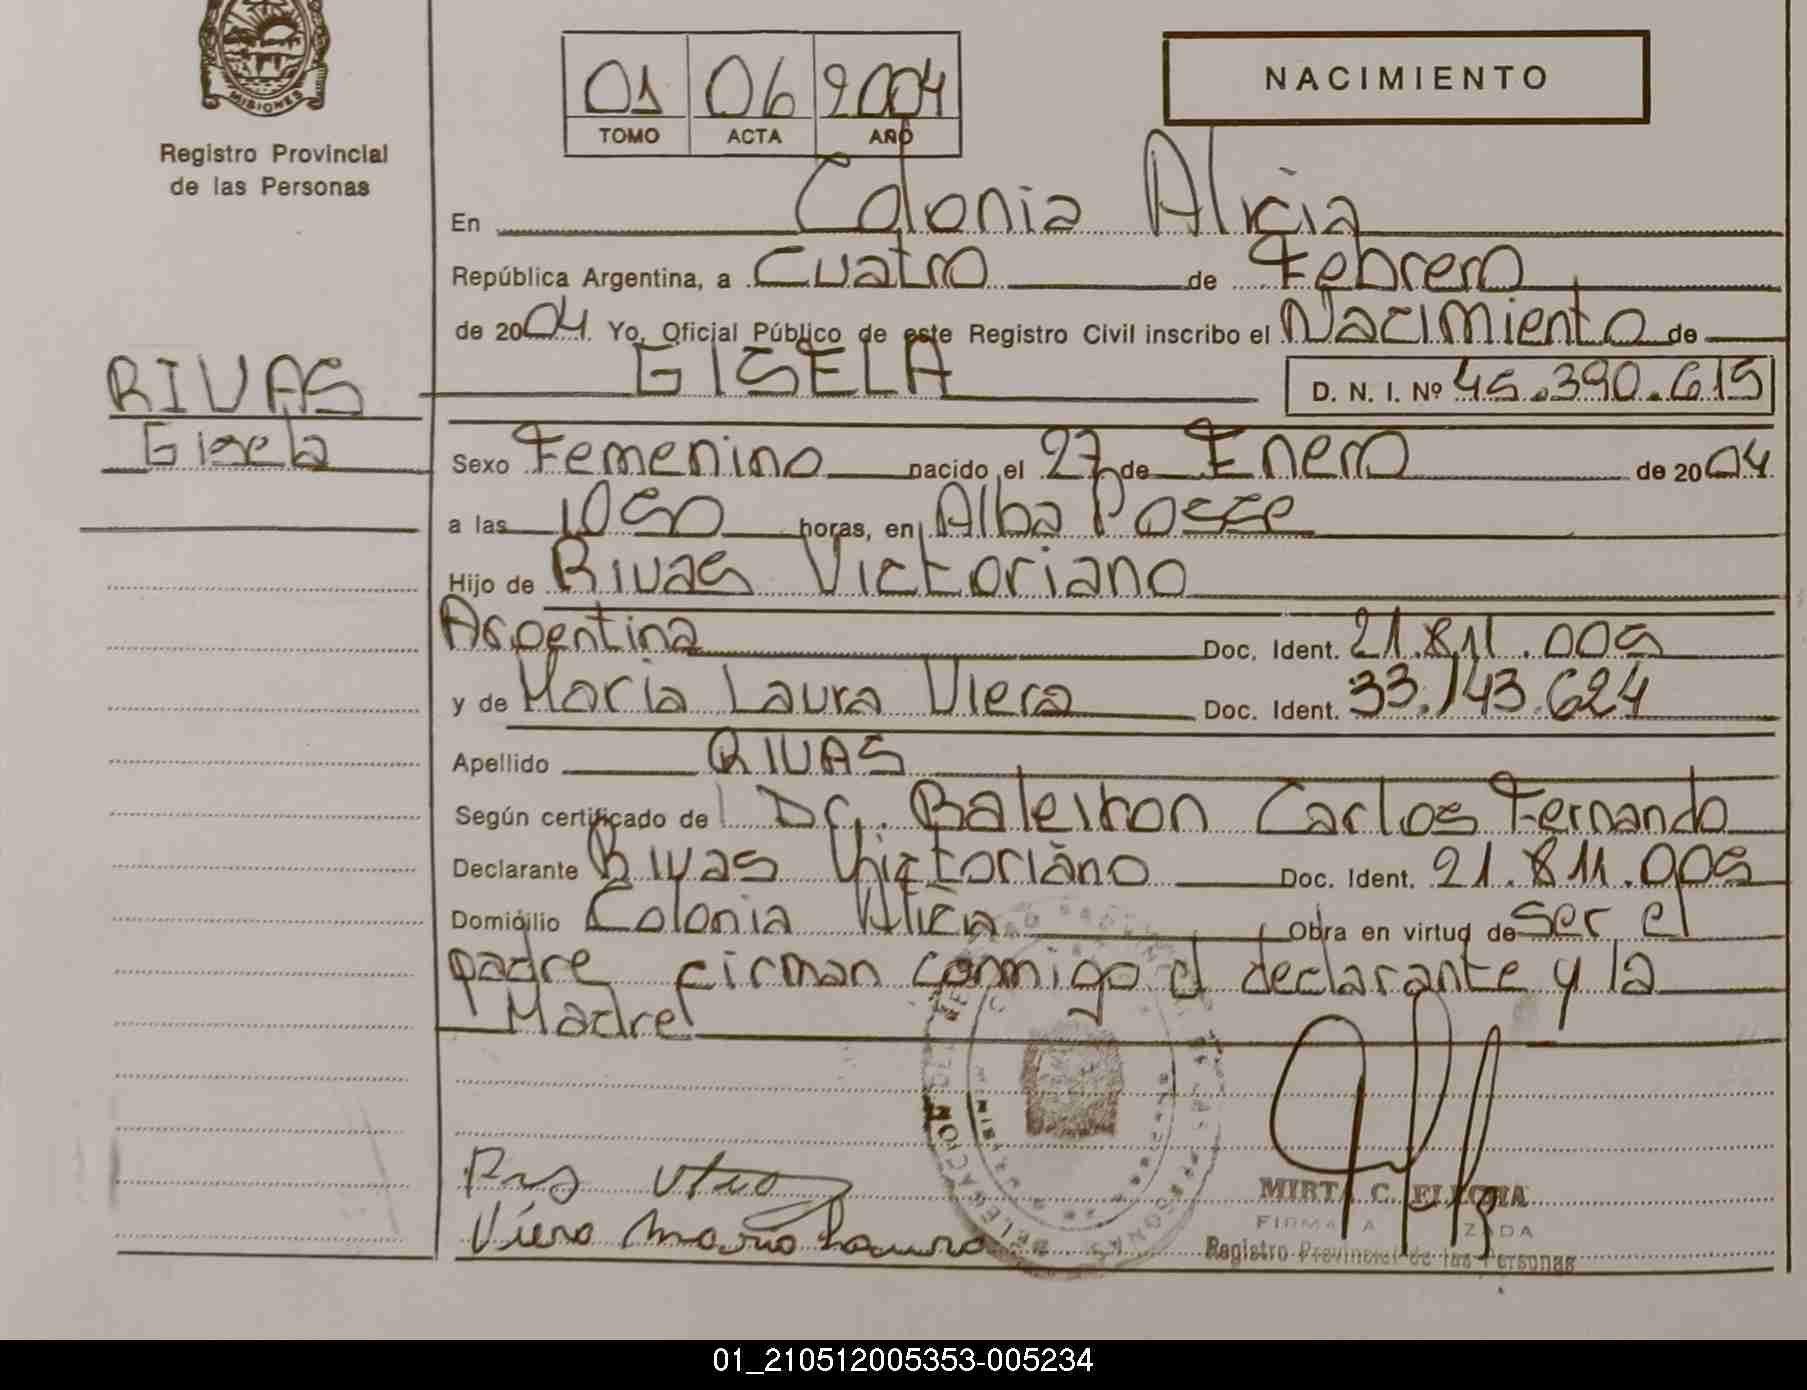 MISIONES
Registro Provincial
de las Personas
01 06 2004
TOMO ACTA AÑO
NACIMIENTO
En Colonia Alicia
República Argentina, a Cuatro de Febrero
de 2004. Yo, Oficial Público de este Registro Civil inscribo el Nacimiento de
GISELA D. N. I. Nº 45.390.615
RIVAS
Gisela
Sexo Femenino nacido el 27 de Enero de 2004
a las 1050 horas, en Alba Posse
Hijo de Rivas Victoriano
Argentina Doc. Ident. 21.811.005
y de Maria Laura Viera Doc. Ident. 33.143.624
Apellido RIVAS
Según certificado de Dr. Carlos Fernando
Declarante Rivas Victoriano Doc. Ident. 21.811.005
Domicilio Colonia Alicia Obra en virtud de ser el
padre firman conmigo el declarante y la
Madre
Viera Maria Laura
MIRTA C.
Registro Provincial de las Personas
01_210512005353-005234